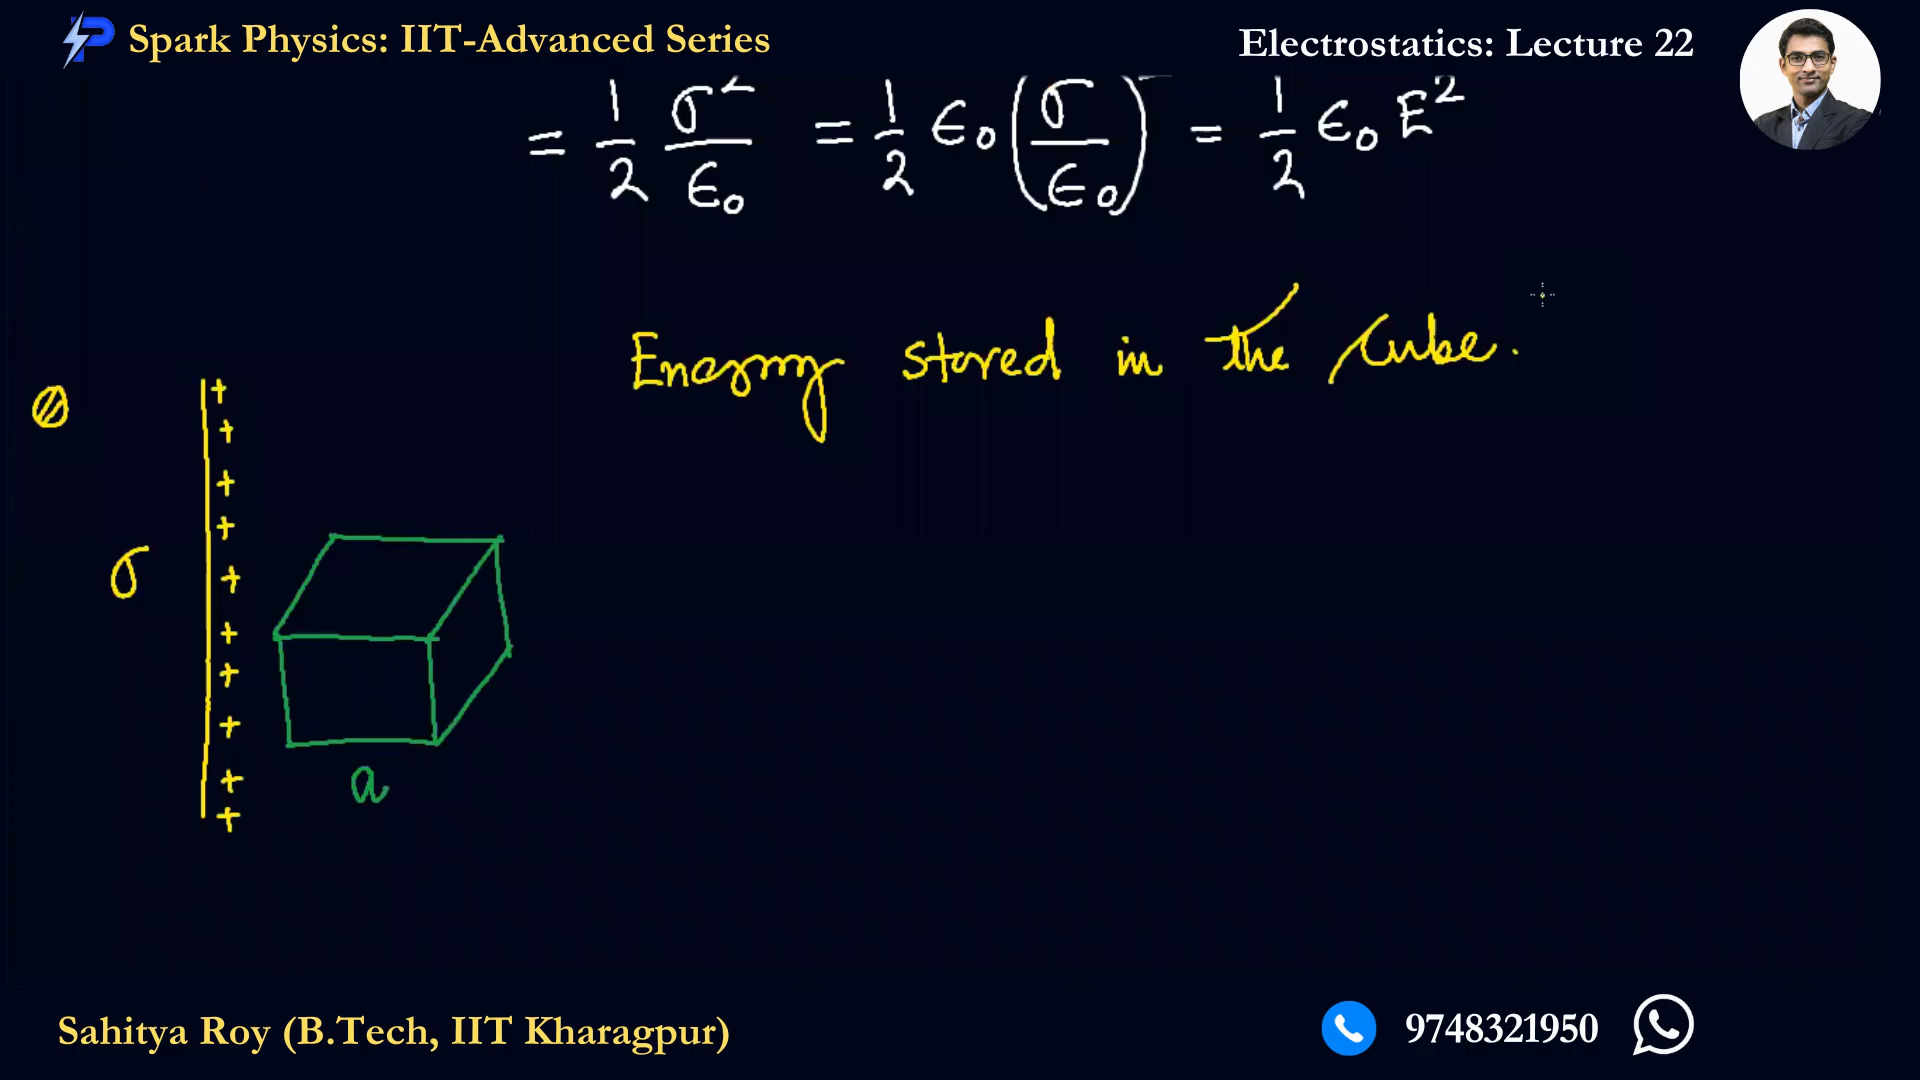 Spark Physics: IIT-Advanced Series
Electrostatics: Lecture 22
= 1/2 σ²/ϵ₀ = 1/2 ϵ₀ (σ/ϵ₀)² = 1/2 ϵ₀ E²
Energy stored in the Cube.
σ
a
Sahitya Roy (B.Tech, IIT Kharagpur)
9748321950